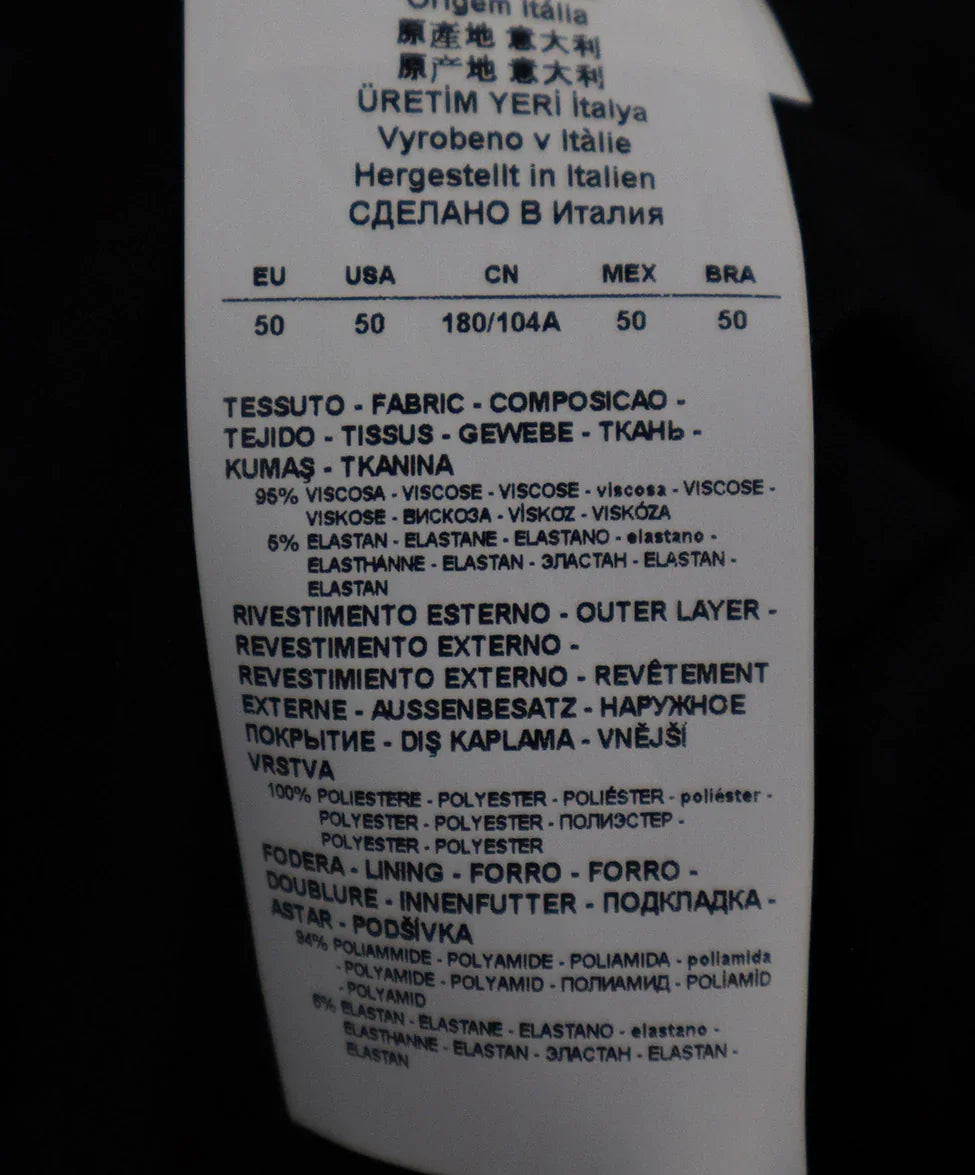 Origem Itália
原産地 意大利
原产地 意大利
ÜRETİM YERİ İtalya
Vyrobeno v Itàlie
Hergestellt in Italien
СДЕЛАНО В Италия
EU USA CN MEX BRA
50 50 180/104A 50 50
TESSUTO - FABRIC - COMPOSICAO -
TEJIDO - TISSUS - GEWEBE - ТКАНЬ -
KUMAŞ - TKANINA
95% VISCOSA - VISCOSE - VISCOSE - viscosa - VISCOSE -
VISKOSE - ВИСКОЗА - VİSKOZ - VISKÓZA
5% ELASTAN - ELASTANE - ELASTANO - elastano -
ELASTHANNE - ELASTAN - ЭЛАСТАН - ELASTAN -
ELASTAN
RIVESTIMENTO ESTERNO - OUTER LAYER -
REVESTIMENTO EXTERNO -
REVESTIMIENTO EXTERNO - REVÊTEMENT
EXTERNE - AUSSENBESATZ - НАРУЖНОЕ
ПОКРЫТИЕ - DIŞ KAPLAMA - VNĚJŠÍ
VRSTVA
100% POLIESTERE - POLYESTER - POLIÉSTER - poliéster -
POLYESTER - POLYESTER - ПОЛИЭСТЕР -
POLYESTER - POLYESTER
FODERA - LINING - FORRO - FORRO -
DOUBLURE - INNENFUTTER - ПОДКЛАДКА -
ASTAR - PODŠÍVKA
94% POLIAMMIDE - POLYAMIDE - POLIAMIDA - poliamida
- POLYAMIDE - POLYAMID - ПОЛИАМИД - POLİAMİD
- POLYAMID
6% ELASTAN - ELASTANE - ELASTANO - elastano -
ELASTHANNE - ELASTAN - ЭЛАСТАН - ELASTAN -
ELASTAN